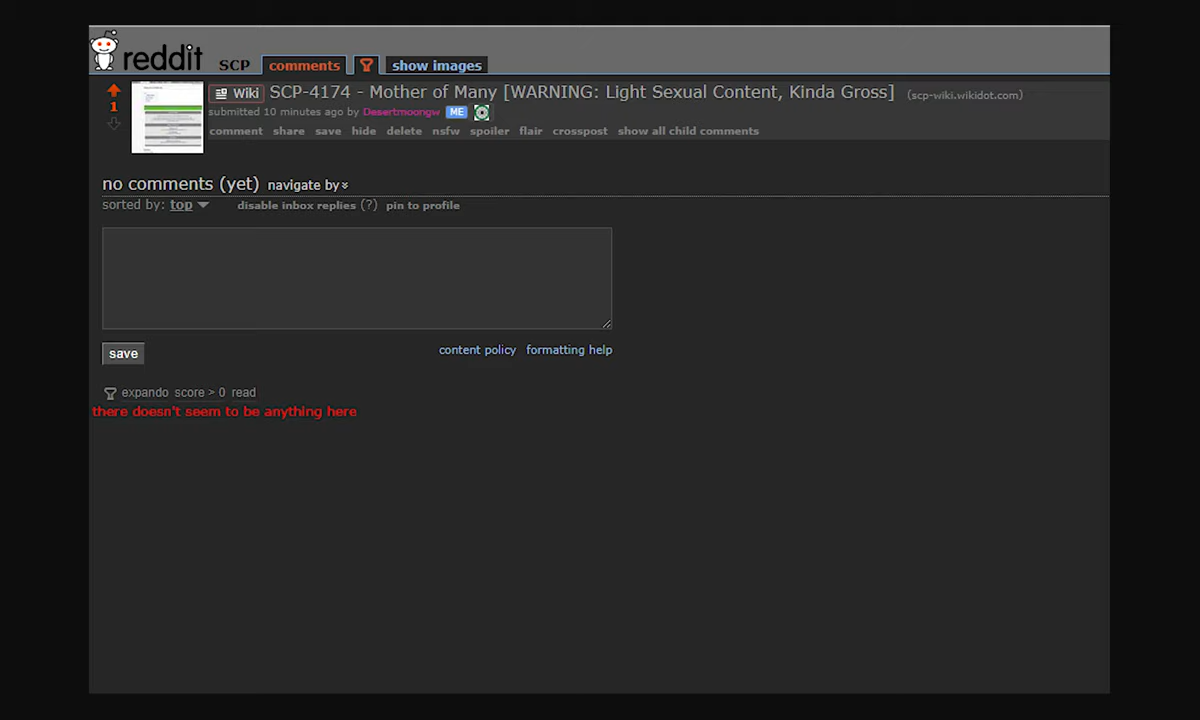 reddit SCP comments show images
1
Wiki SCP-4174 - Mother of Many [WARNING: Light Sexual Content, Kinda Gross] (scp-wiki.wikidot.com)
submitted 10 minutes ago by Desertmoongw ME
comment share save hide delete nsfw spoiler flair crosspost show all child comments
no comments (yet) navigate by
sorted by: top disable inbox replies (?) pin to profile
save content policy formatting help
expando score > 0 read
there doesn't seem to be anything here